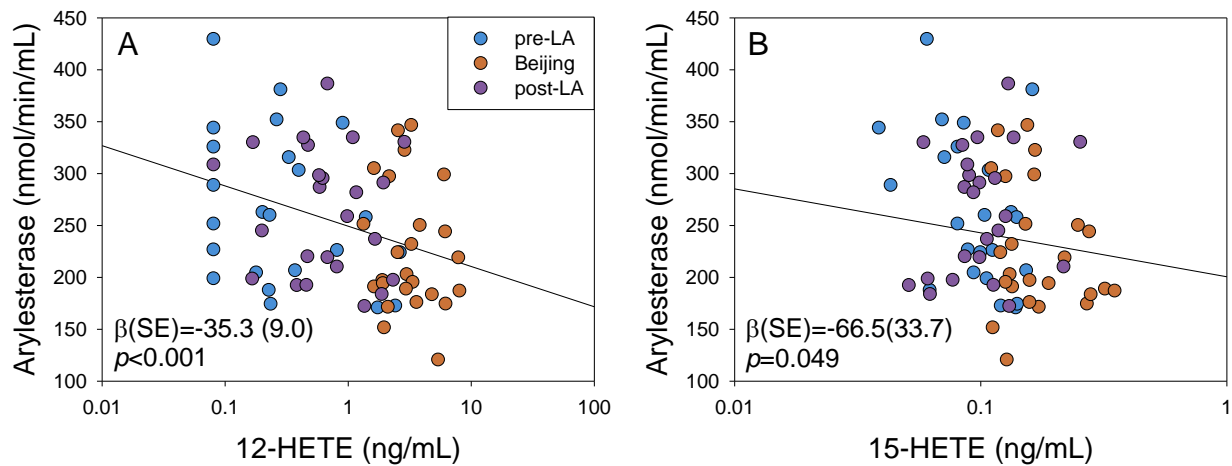 A
pre-LA
Beijing
post-LA
Arylesterase (nmol/min/mL)
450
400
350
300
250
200
150
100
β(SE)=-35.3 (9.0)
p<0.001
0.01
0.1
1
10
100
12-HETE (ng/mL)
B
Arylesterase (nmol/min/mL)
450
400
350
300
250
200
150
100
β(SE)=-66.5(33.7)
p=0.049
0.01
0.1
1
15-HETE (ng/mL)